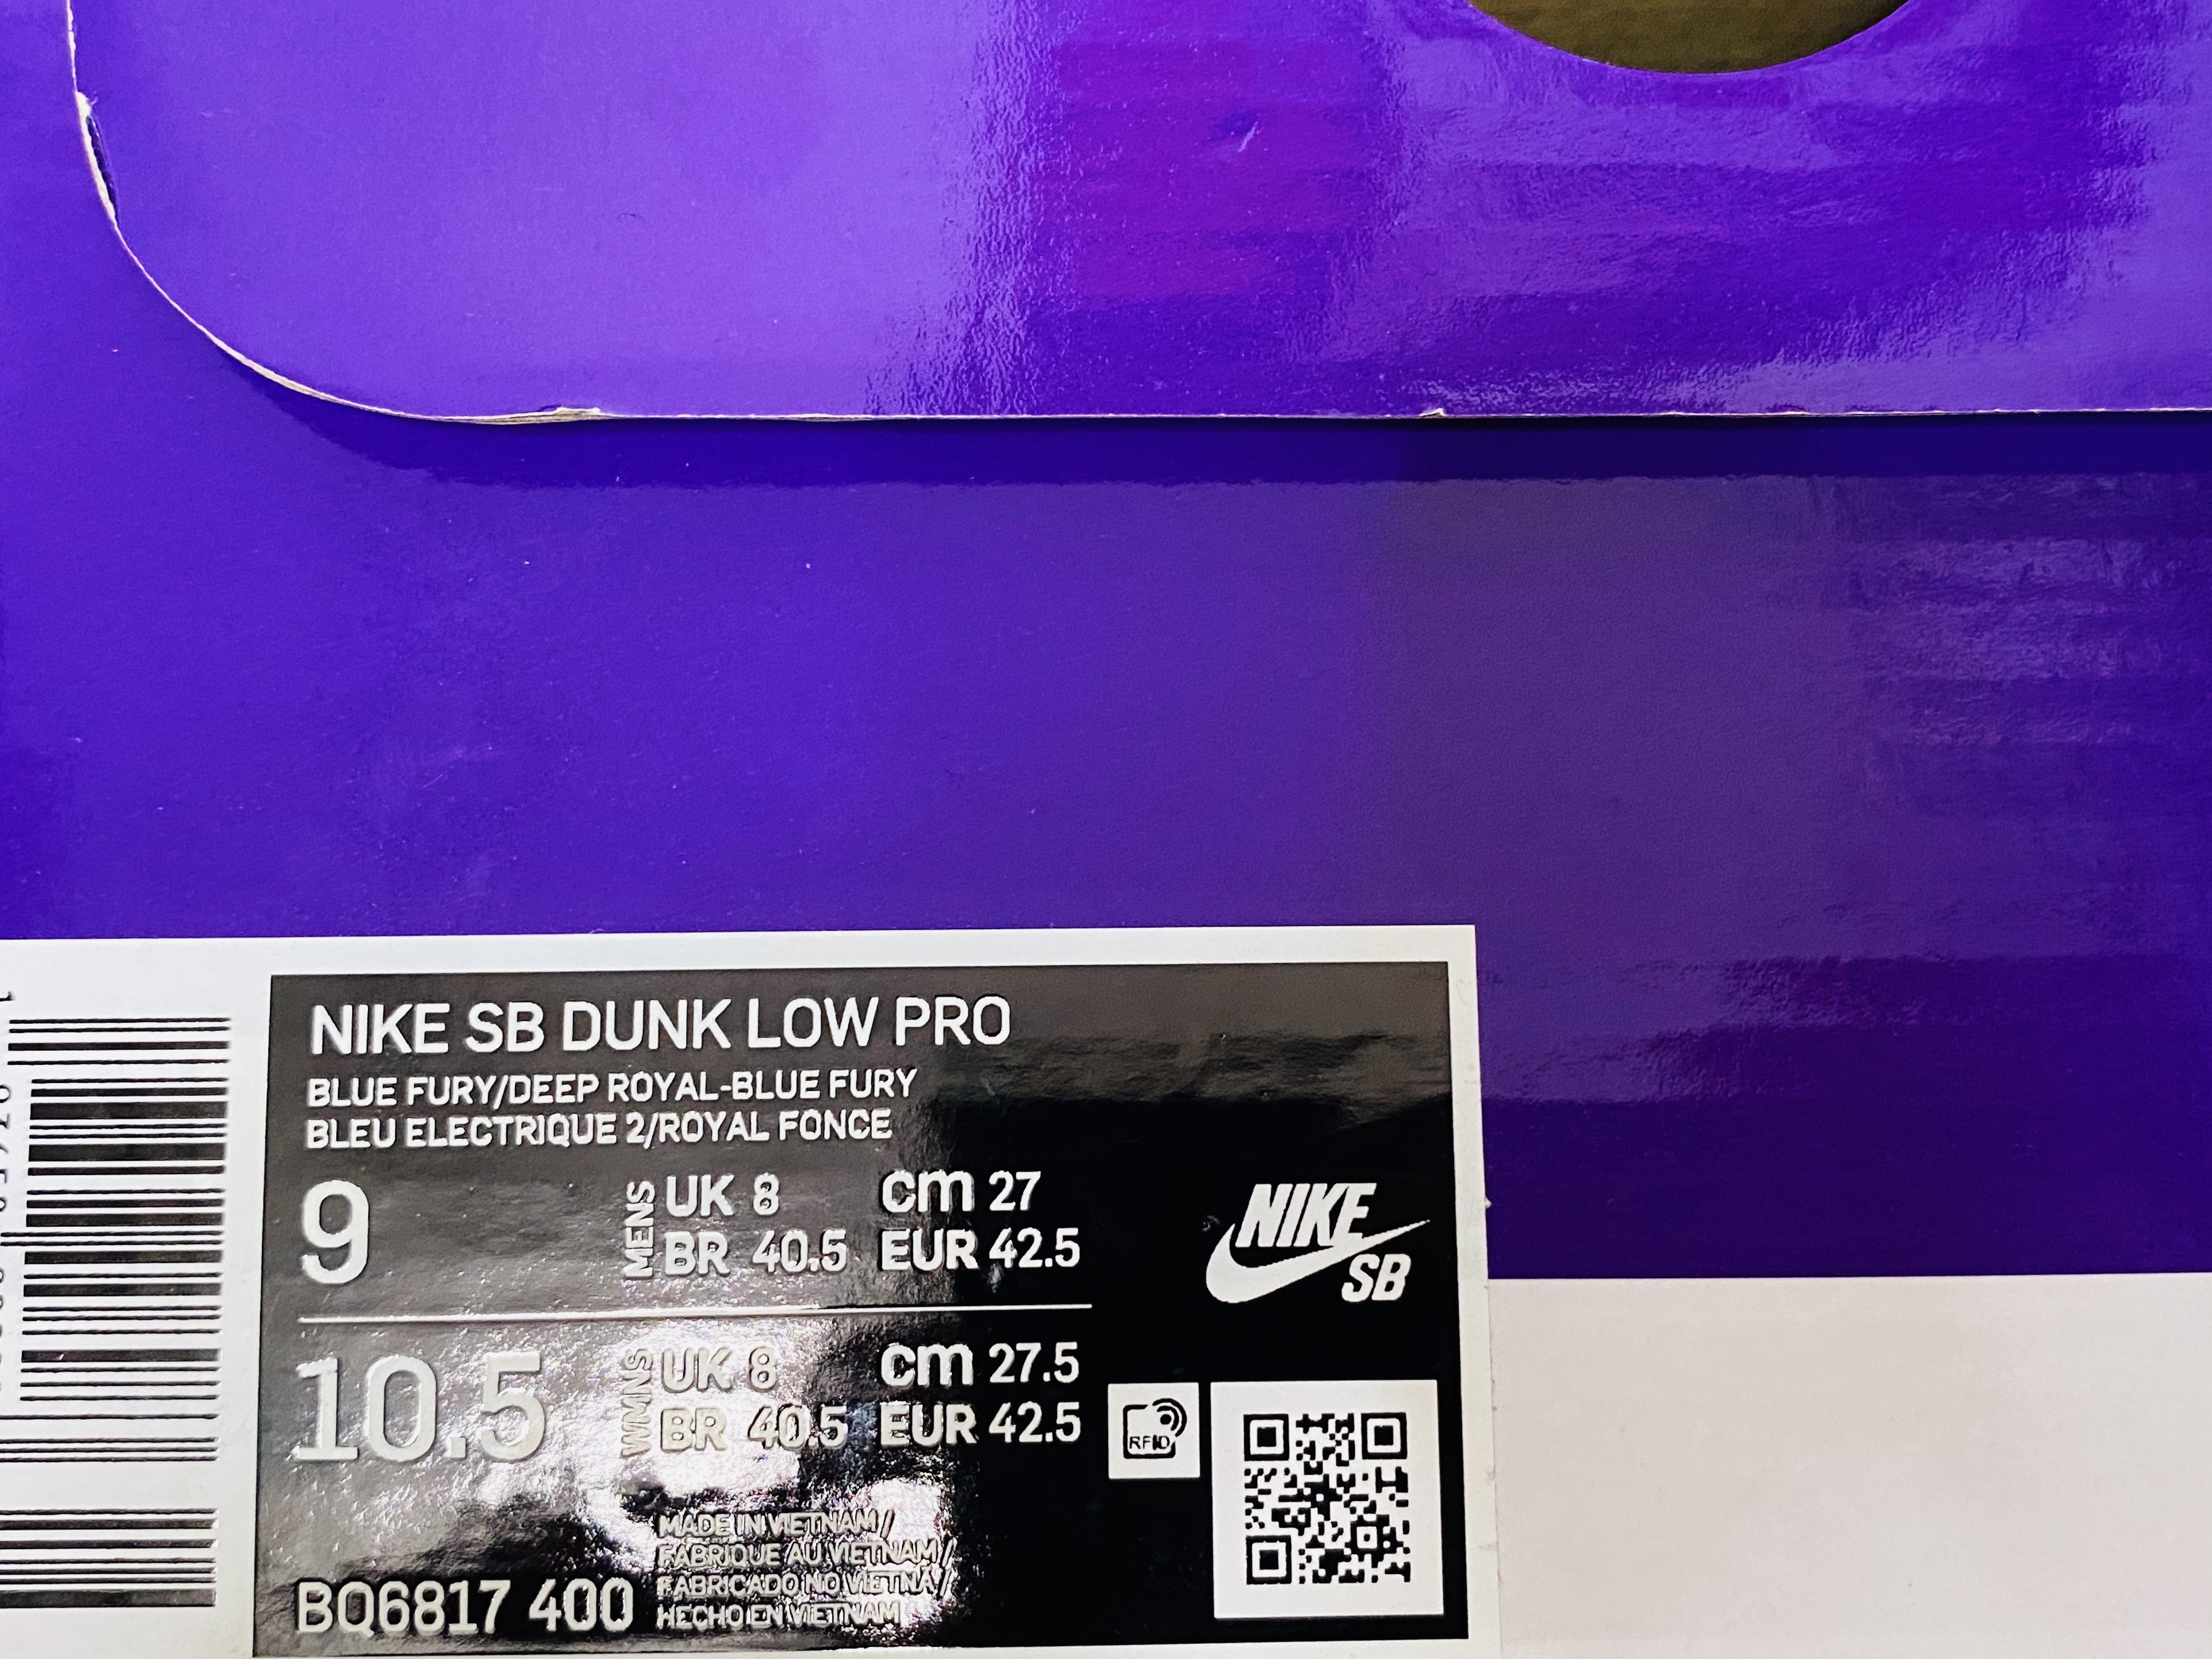 NIKE SB DUNK LOW PRO
BLUE FURY/DEEP ROYAL-BLUE FURY
BLEU ELECTRIQUE 2/ROYAL FONCE
9 MENS UK 8 cm 27
BR 40.5 EUR 42.5
10.5 WMNS UK 8 cm 27.5
BR 40.5 EUR 42.5
NIKE
SB
RFID
MADE IN VIETNAM /
FABRIQUE AU VIETNAM /
FABRICADO NO VIETNÃ /
HECHO EN VIETNAM
BQ6817 400